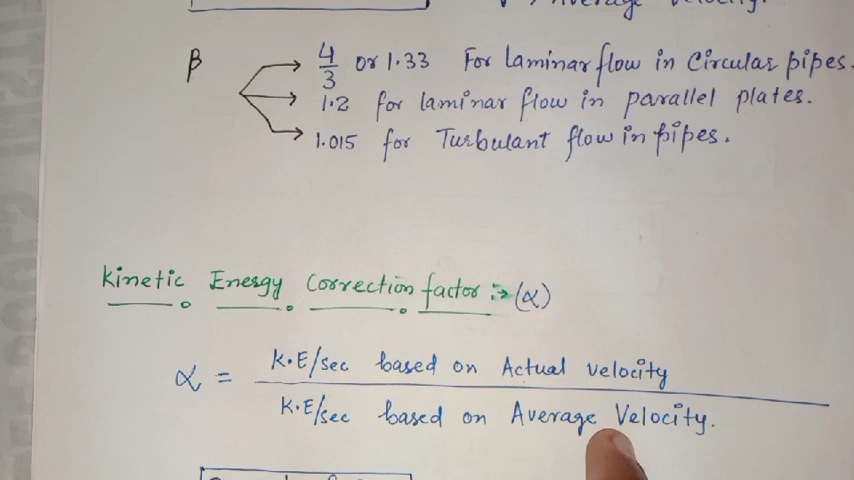 Average Velocity.
β
4/3 or 1.33 For laminar flow in Circular pipes.
1.2 for laminar flow in parallel plates.
1.015 for Turbulant flow in pipes.
Kinetic Energy Correction factor :→ (α)
α = K.E/sec based on Actual velocity
K.E/sec based on Average Velocity.